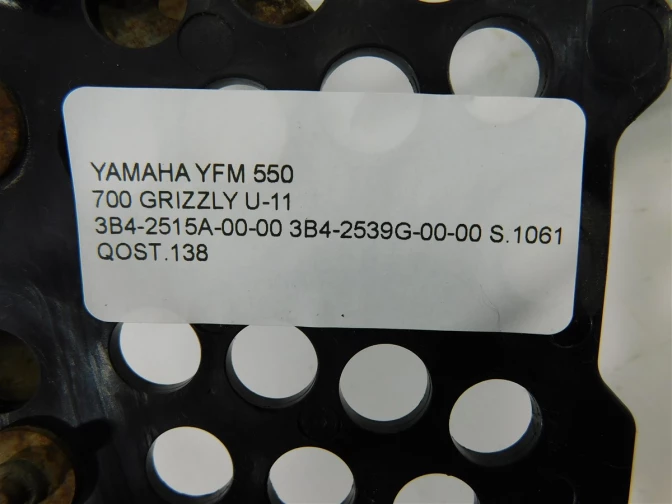 YAMAHA YFM 550
700 GRIZZLY U-11
3B4-2515A-00-00 3B4-2539G-00-00 S.1061
QOST.138